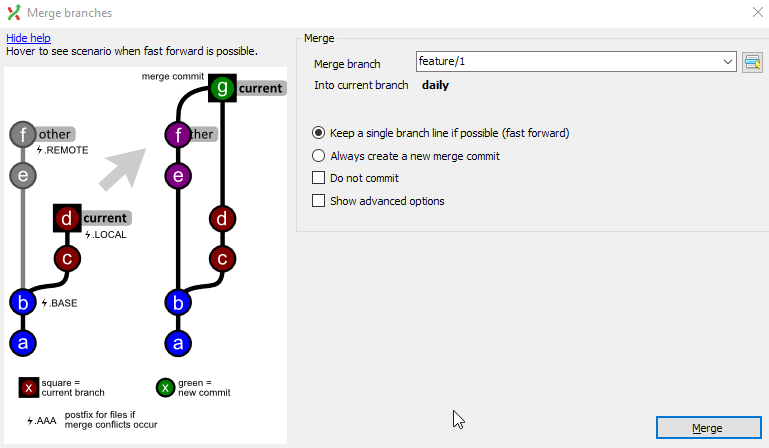 Merge branches
Hide help
Hover to see scenario when fast forward is possible.
merge commit
g current
f other
.REMOTE
e
d current
.LOCAL
c
b .BASE
a
f ther
e
d
c
b
a
x square =
current branch
x green =
new commit
.AAA postfix for files if
merge conflicts occur
Merge
Merge branch feature/1
Into current branch daily
Keep a single branch line if possible (fast forward)
Always create a new merge commit
Do not commit
Show advanced options
Merge